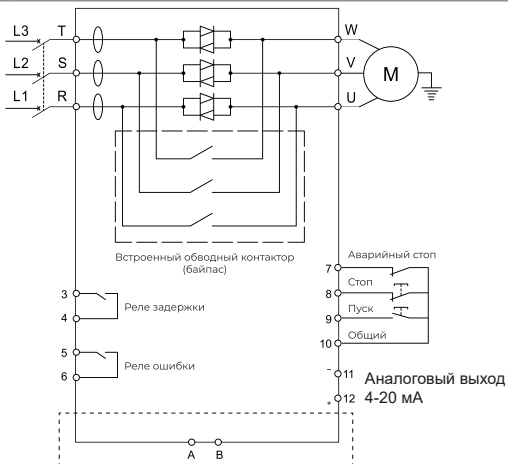 L3 T W
L2 S V
M
L1 R U
Встроенный обводный контактор
(байпас)
Аварийный стоп
7
Стоп
8
Пуск
9
Общий
10
3
Реле задержки
4
5
Реле ошибки
6
- 11
Аналоговый выход
+ 12 4-20 мА
A B